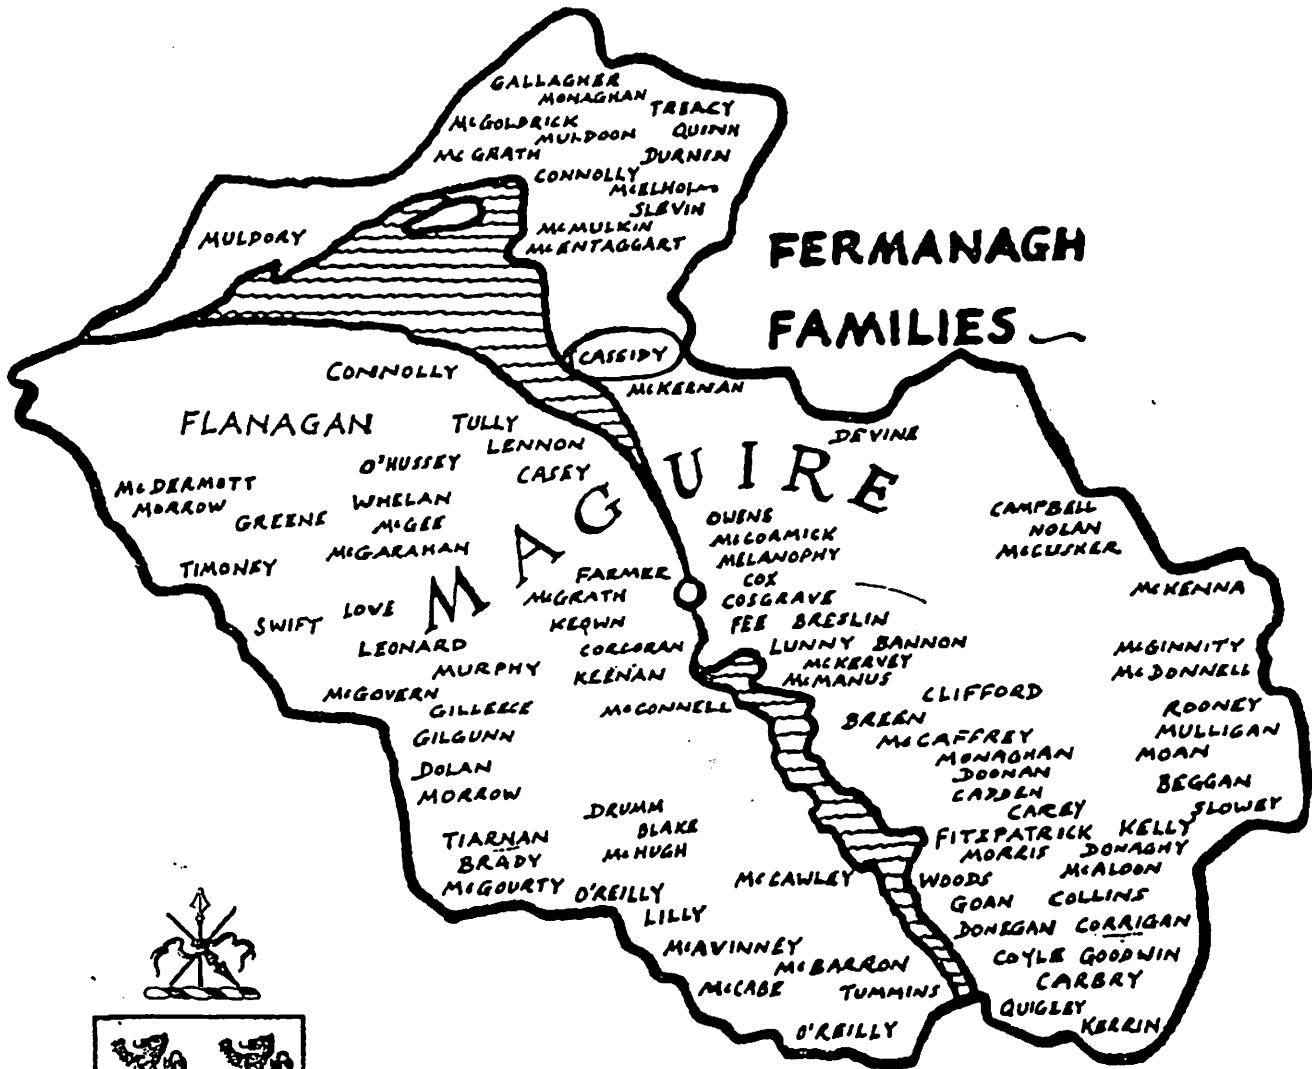 GALLAGHER
MONAGHAN
TREACY
McGOLDRICK
MULDOON
QUINN
McGRATH
DURNIN
CONNOLLY
SLEVIN
McMULKIN
McENTAGGART
MULDORY
FERMANAGH
FAMILIES
CASSIDY
McKERNAN
CONNOLLY
FLANAGAN
TULLY
LENNON
DEVINE
O'HUSSEY
CASEY
MAGUIRE
McDERMOTT
MORROW
WHELAN
GREENE
McGEE
McGARAHAN
TIMONEY
OWENS
McCORMICK
MELANOPHY
COX
COSGRAVE
FEE BRESLIN
LUNNY BANNON
McKERVEY
McMANUS
CAMPBELL
NOLAN
McCUSKER
McKENNA
FARMER
McGRATH
KEOWN
CORCORAN
KEENAN
McCONNELL
SWIFT
LOVE
LEONARD
MURPHY
McGOVERN
GILLEECE
GILGUNN
DOLAN
MORROW
McGINNITY
McDONNELL
CLIFFORD
BREEN
McCAFFREY
MONAGHAN
DOONAN
CADDEN
CAREY
ROONEY
MULLIGAN
MOAN
BEGGAN
SLOWEY
TIARNAN
BRADY
McGOURTY
DRUMM
BLAKE
McHUGH
O'REILLY
LILLY
McCAWLEY
FITZPATRICK KELLY
MORRIS DONAGHY
McALOON
WOODS
GOAN COLLINS
DONEGAN CORRIGAN
COYLE GOODWIN
CARBRY
QUIGLEY
KERRIN
McAVINNEY
McBARRON
McCABE TUMMINS
O'REILLY